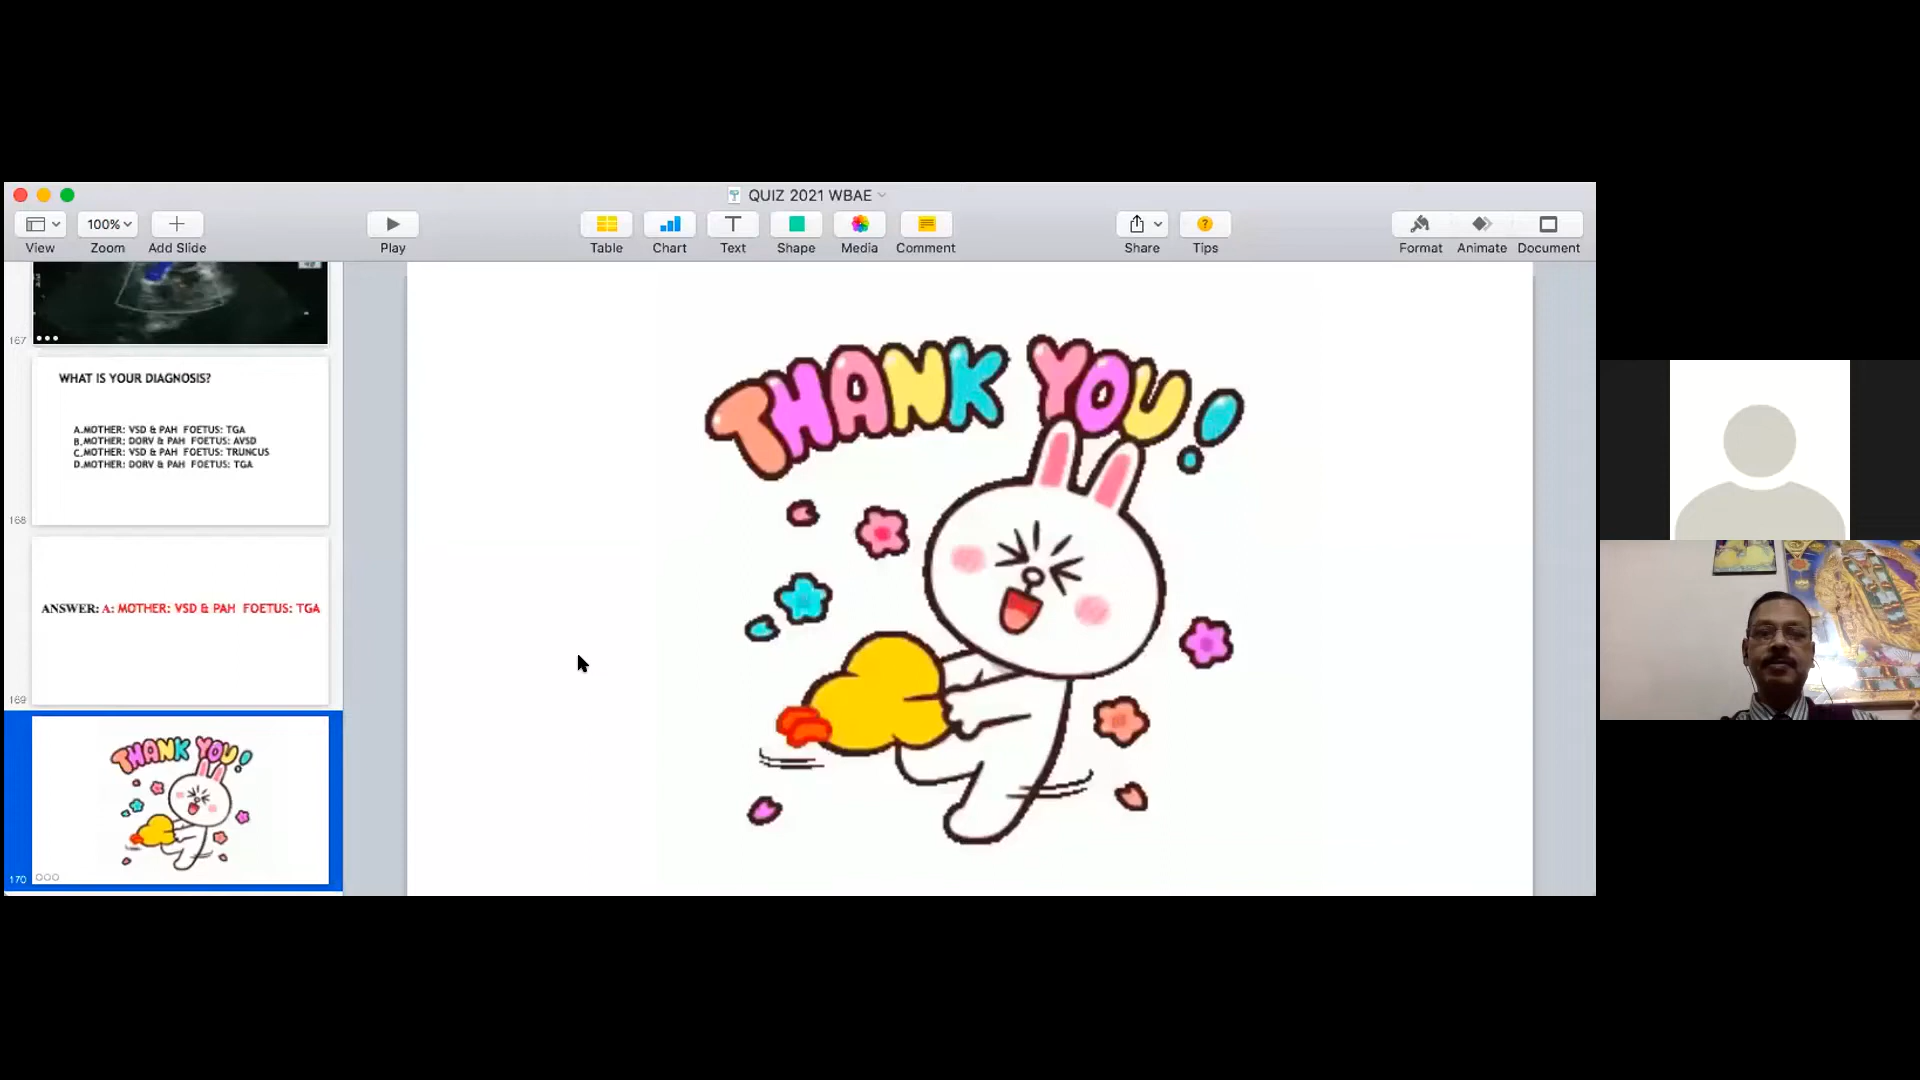 QUIZ 2021 WBAE
100%
View
Zoom
Add Slide
Play
Table
Chart
Text
Shape
Media
Comment
Share
Tips
Format
Animate
Document
167
WHAT IS YOUR DIAGNOSIS?
A.MOTHER: VSD & PAH FOETUS: TGA
B.MOTHER: DORV & PAH FOETUS: AVSD
C.MOTHER: VSD & PAH FOETUS: TRUNCUS
D.MOTHER: DORV & PAH FOETUS: TGA
168
ANSWER: A: MOTHER: VSD & PAH FOETUS: TGA
169
THANK YOU!
170
THANK YOU!